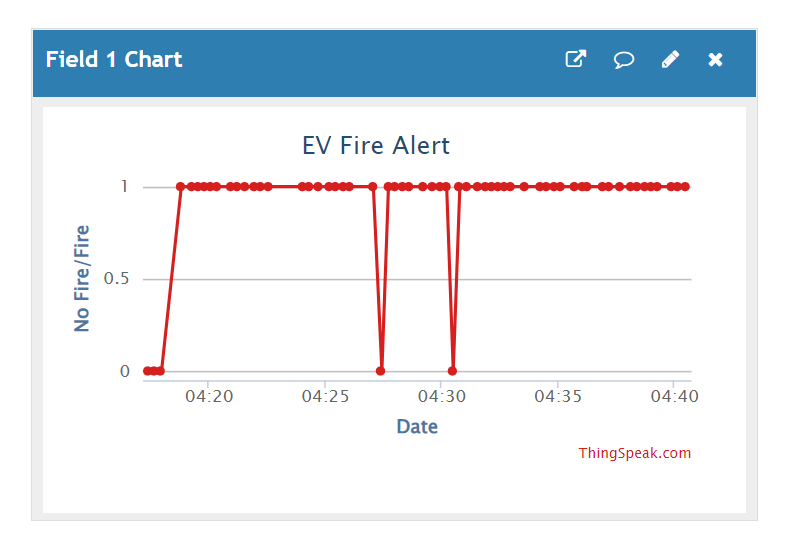 Field 1 Chart
EV Fire Alert
1
0.5
0
No Fire/Fire
04:20 04:25 04:30 04:35 04:40
Date
ThingSpeak.com